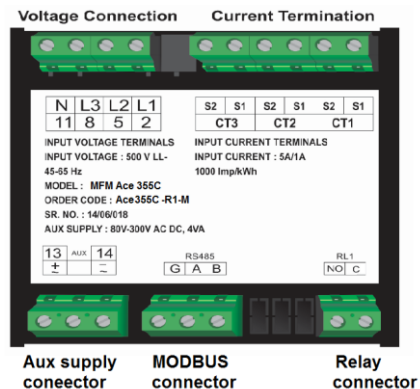 Voltage Connection Current Termination
N L3 L2 L1
11 8 5 2
S2 S1 S2 S1 S2 S1
CT3 CT2 CT1
INPUT VOLTAGE TERMINALS
INPUT VOLTAGE : 500 V LL-
45-65 Hz
INPUT CURRENT TERMINALS
INPUT CURRENT : 5A/1A
1000 Imp/kWh
MODEL : MFM Ace 355C
ORDER CODE : Ace355C -R1-M
SR. NO. : 14/06/018
AUX SUPPLY : 80V-300V AC DC, 4VA
13 AUX 14
+ − + −
RS485
G A B
RL1
NO C
Aux supply
coneector
MODBUS
connector
Relay
connector